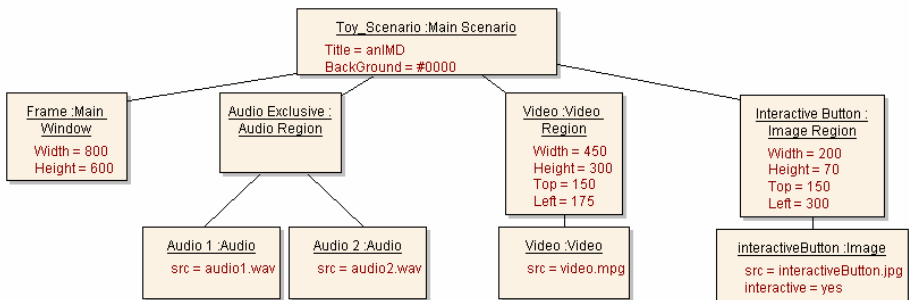 Toy_Scenario :Main Scenario
Title = anIMD
BackGround = #0000
Frame :Main
Window
Width = 800
Height = 600
Audio Exclusive :
Audio Region
Video :Video
Region
Width = 450
Height = 300
Top = 150
Left = 175
Interactive Button :
Image Region
Width = 200
Height = 70
Top = 150
Left = 300
Audio 1 :Audio
src = audio1.wav
Audio 2 :Audio
src = audio2.wav
Video :Video
src = video.mpg
interactiveButton :Image
src = interactiveButton.jpg
interactive = yes